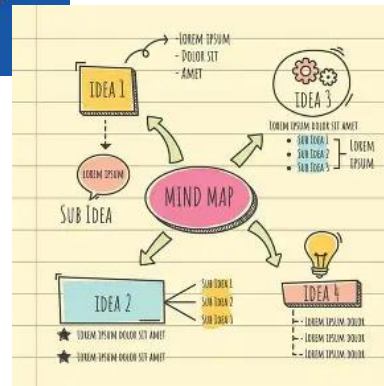 LOREM IPSUM
- DOLOR SIT
- AMET
IDEA 1
LOREM IPSUM
SUB IDEA
IDEA 3
LOREM IPSUM DOLOR SIT AMET
SUB IDEA 1
SUB IDEA 2
SUB IDEA 3
LOREM
IPSUM
MIND MAP
IDEA 2
SUB IDEA 1
SUB IDEA 2
SUB IDEA 3
LOREM IPSUM DOLOR SIT AMET
LOREM IPSUM DOLOR SIT AMET
IDEA 4
LOREM IPSUM DOLOR
LOREM IPSUM DOLOR
LOREM IPSUM DOLOR